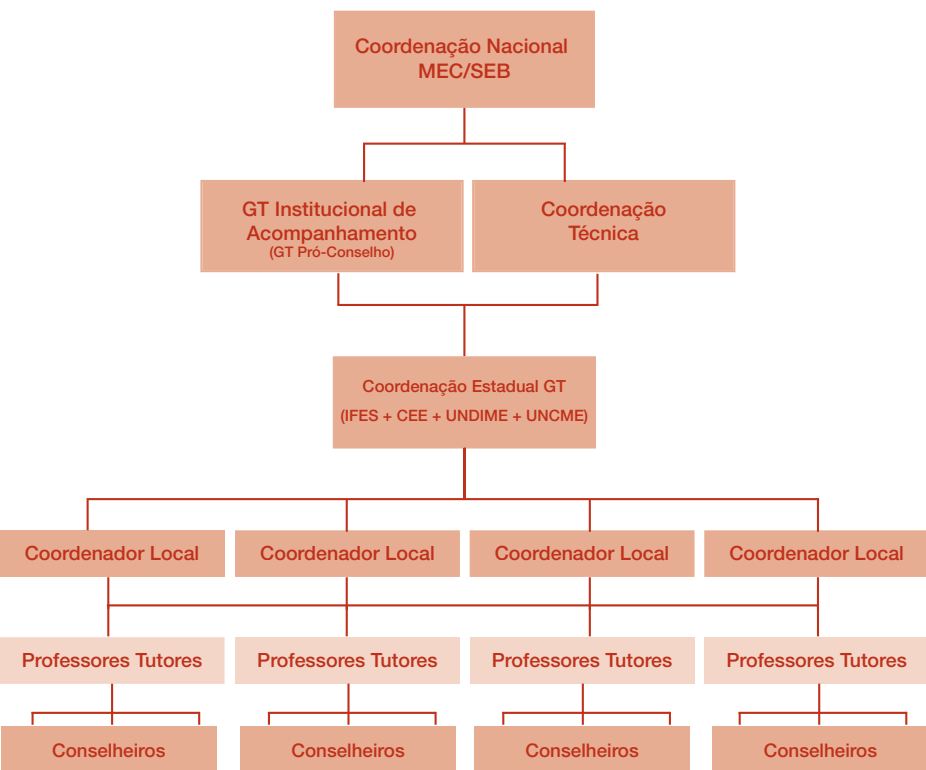 Coordenação Nacional
MEC/SEB
GT Institucional de
Acompanhamento
(GT Pró-Conselho)
Coordenação
Técnica
Coordenação Estadual GT
(IFES + CEE + UNDIME + UNCME)
Coordenador Local
Coordenador Local
Coordenador Local
Coordenador Local
Professores Tutores
Professores Tutores
Professores Tutores
Professores Tutores
Conselheiros
Conselheiros
Conselheiros
Conselheiros